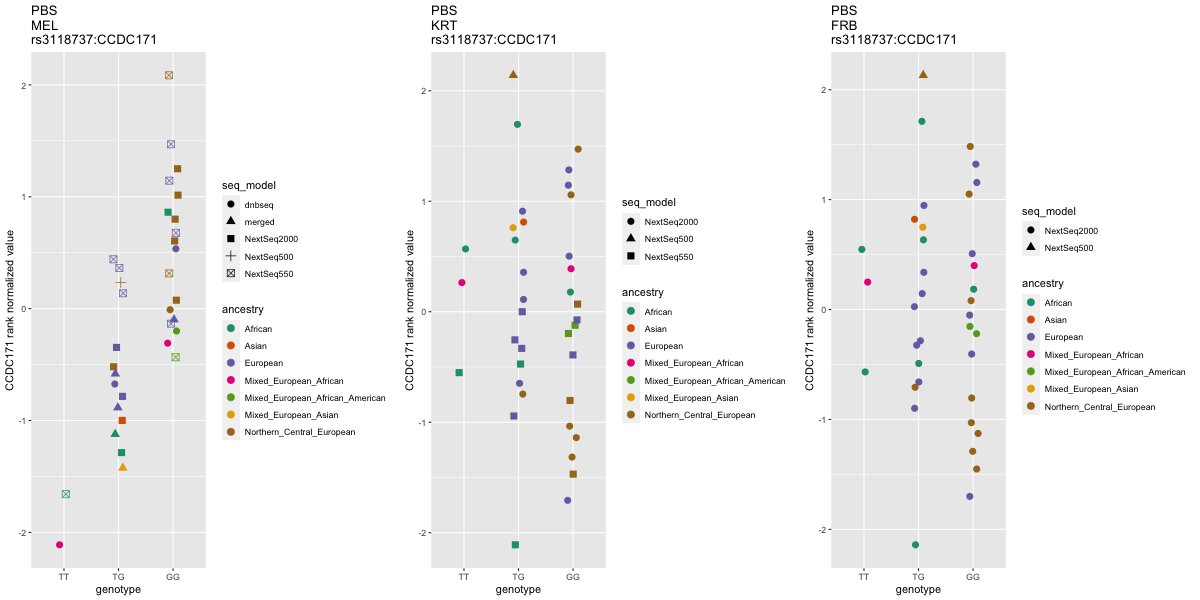 PBS
MEL
rs3118737:CCDC171
CCDC171 rank normalized value
2
1
0
-1
-2
TT
TG
GG
genotype
seq_model
dnbseq
merged
NextSeq2000
NextSeq500
NextSeq550
ancestry
African
Asian
European
Mixed_European_African
Mixed_European_African_American
Mixed_European_Asian
Northern_Central_European
PBS
KRT
rs3118737:CCDC171
CCDC171 rank normalized value
2
1
0
-1
-2
TT
TG
GG
genotype
seq_model
NextSeq2000
NextSeq500
NextSeq550
ancestry
African
Asian
European
Mixed_European_African
Mixed_European_African_American
Mixed_European_Asian
Northern_Central_European
PBS
FRB
rs3118737:CCDC171
CCDC171 rank normalized value
2
1
0
-1
-2
TT
TG
GG
genotype
seq_model
NextSeq2000
NextSeq500
ancestry
African
Asian
European
Mixed_European_African
Mixed_European_African_American
Mixed_European_Asian
Northern_Central_European